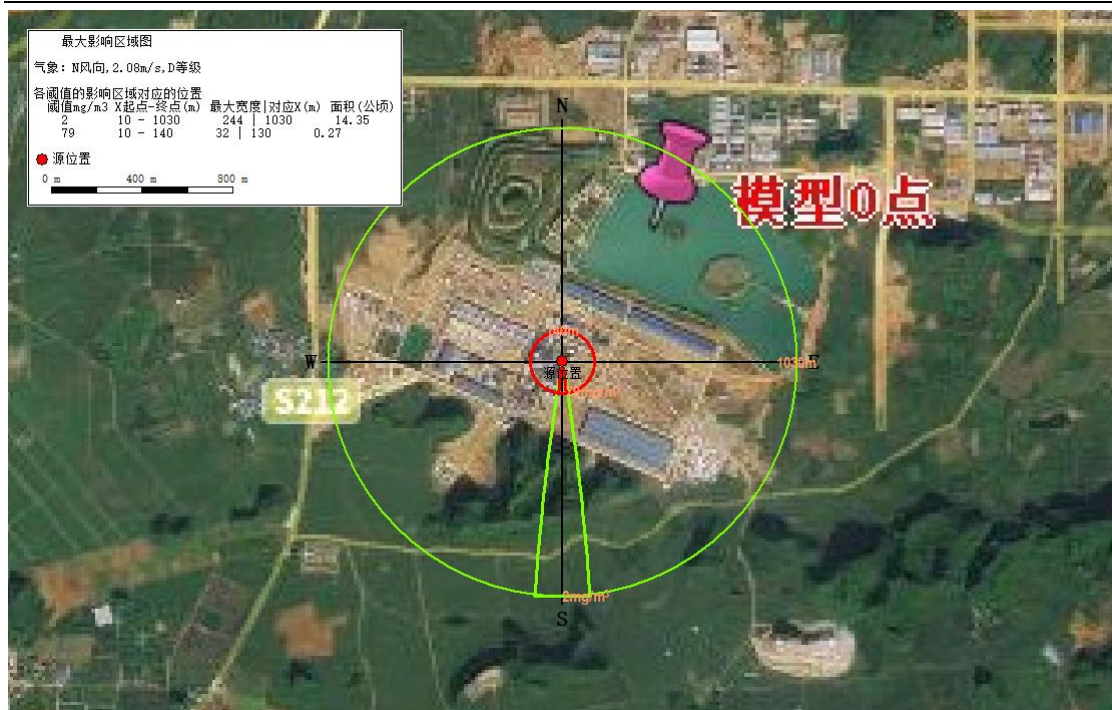 最大影响区域图
气象: N风向,2.08m/s,D等级
各阈值的影响区域对应的位置
阈值mg/m3 X起点-终点(m) 最大宽度|对应X(m) 面积(公顷)
2 10 - 1030 244 | 1030 14.35
79 10 - 140 32 | 130 0.27
源位置
0 m 400 m 800 m
N
模型0点
W
1030m
E
源位置
S212
2mg/m³
S